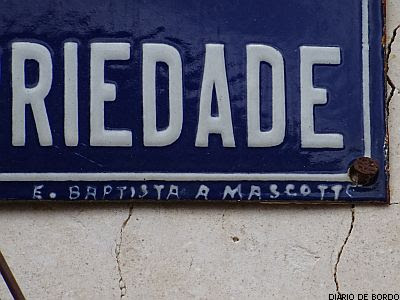 RIEDADE
E. BAPTISTA A MASCOTTE
DIÁRIO DE BORDO